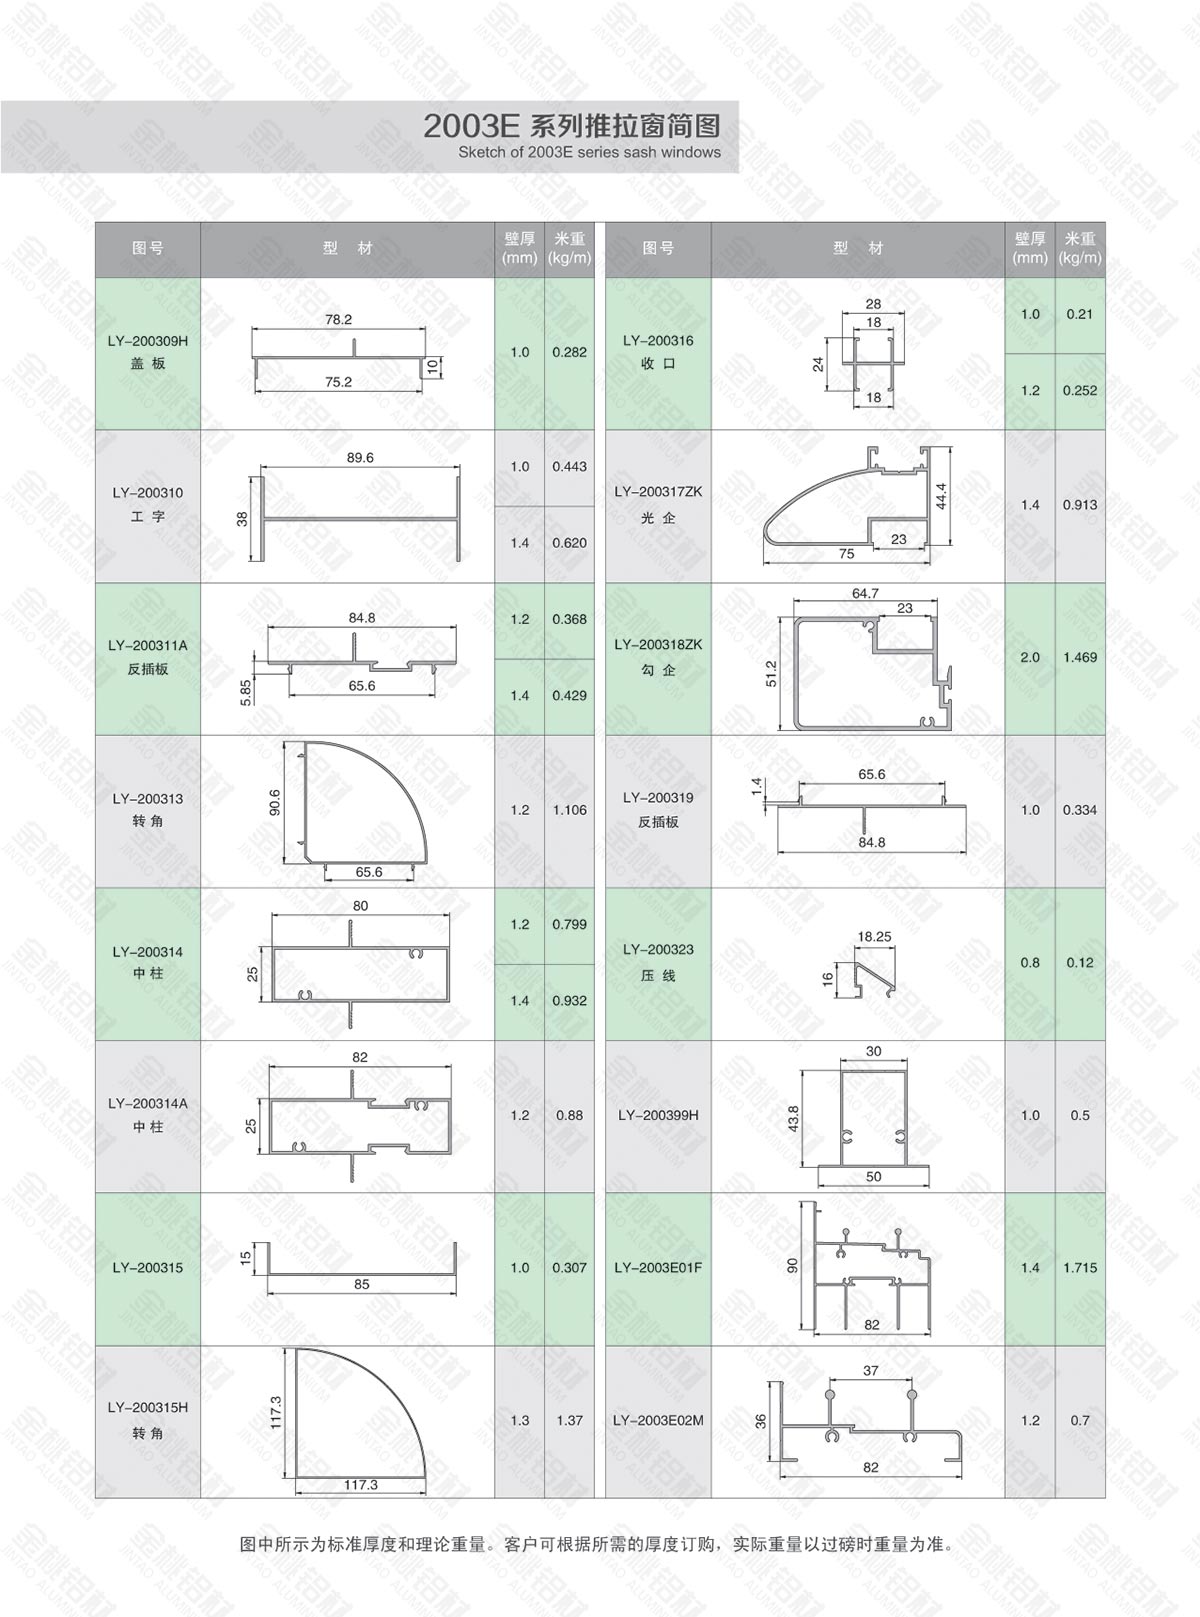 2003E 系列推拉窗简图
Sketch of 2003E series sash windows
图号 型 材 壁厚(mm) 米重(kg/m)
LY-200309H
盖 板
78.2
10
75.2
1.0 0.282
LY-200310
工 字
89.6
38
1.0 0.443
1.4 0.620
LY-200311A
反插板
84.8
5.85
65.6
1.2 0.368
1.4 0.429
LY-200313
转 角
90.6
65.6
1.2 1.106
LY-200314
中 柱
80
25
1.2 0.799
1.4 0.932
LY-200314A
中 柱
82
25
1.2 0.88
LY-200315
15
85
1.0 0.307
LY-200315H
转 角
117.3
117.3
1.3 1.37
图号 型 材 壁厚(mm) 米重(kg/m)
LY-200316
收 口
28
18
24
18
1.0 0.21
1.2 0.252
LY-200317ZK
光 企
44.4
23
75
1.4 0.913
LY-200318ZK
勾 企
64.7
23
51.2
2.0 1.469
LY-200319
反插板
65.6
1.4
84.8
1.0 0.334
LY-200323
压 线
18.25
16
0.8 0.12
LY-200399H
30
43.8
50
1.0 0.5
LY-2003E01F
90
82
1.4 1.715
LY-2003E02M
37
36
82
1.2 0.7
图中所示为标准厚度和理论重量。客户可根据所需的厚度订购，实际重量以过磅时重量为准。
金桃铝材
JINTAO ALUMINIUM